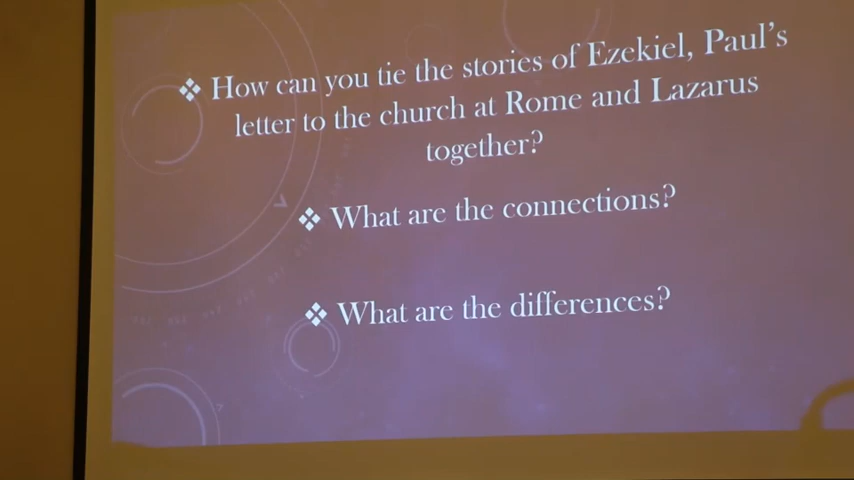 ❖ How can you tie the stories of Ezekiel, Paul's
letter to the church at Rome and Lazarus
together?
❖ What are the connections?
❖ What are the differences?